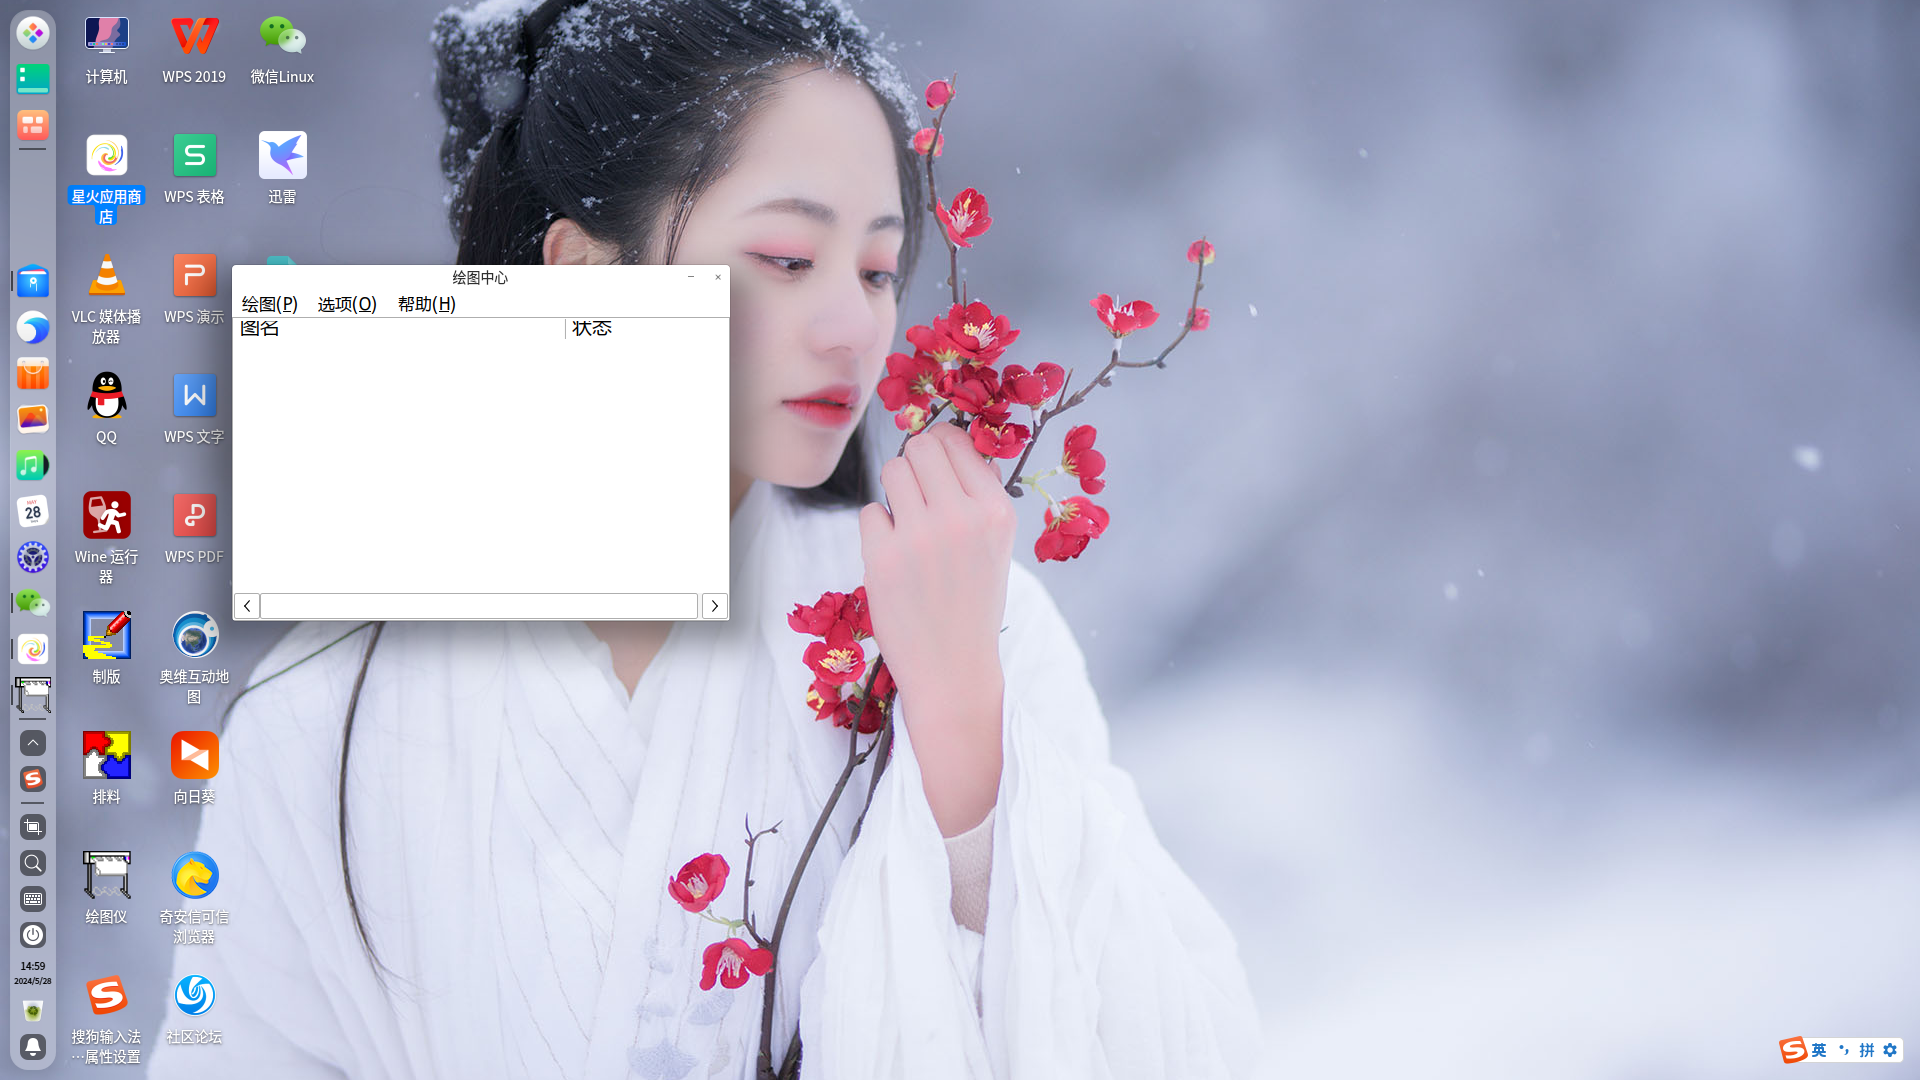 计算机
WPS 2019
微信Linux
星火应用商
店
WPS 表格
迅雷
VLC 媒体播
放器
WPS 演示
QQ
WPS 文字
Wine 运行
器
WPS PDF
制版
奥维互动地
图
排料
向日葵
绘图仪
奇安信可信
浏览器
搜狗输入法
…属性设置
社区论坛
绘图中心
绘图(P) 选项(O) 帮助(H)
图名 状态
28
14:59
2024/5/28
英 拼